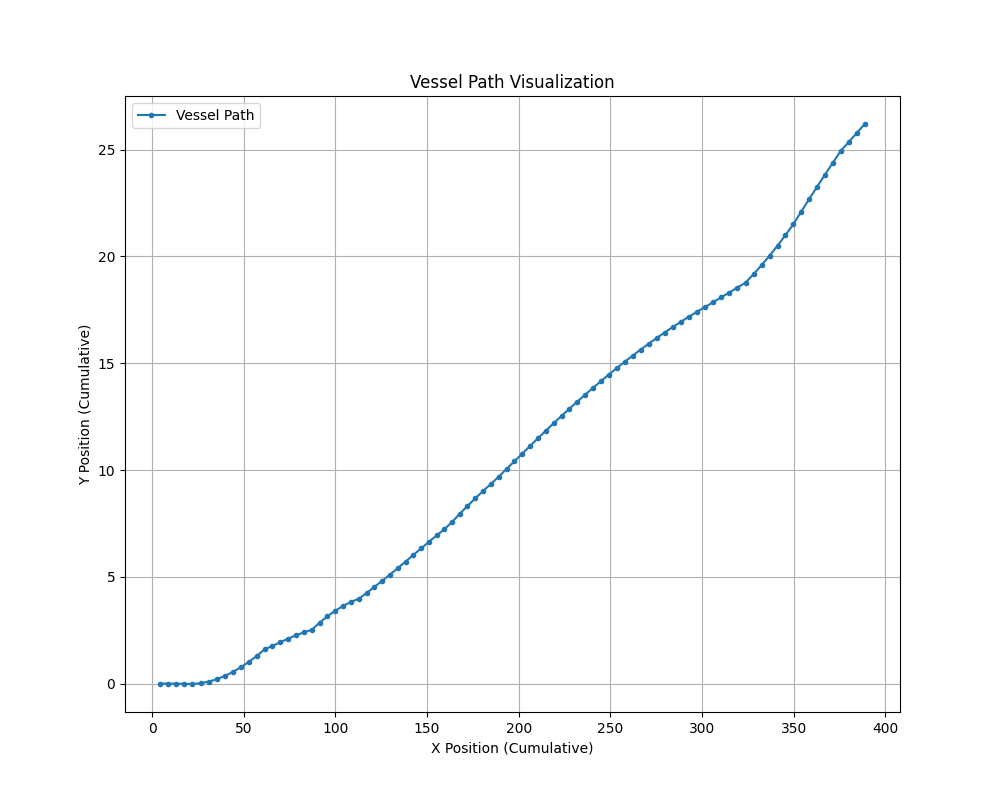 Vessel Path Visualization
Vessel Path
25
20
15
10
5
0
Y Position (Cumulative)
0 50 100 150 200 250 300 350 400
X Position (Cumulative)